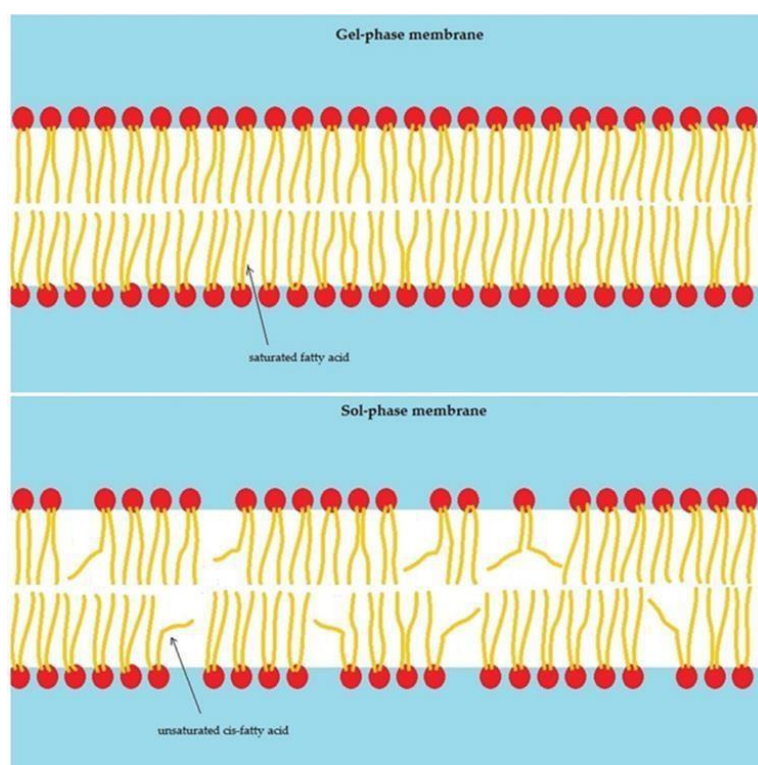 Gel-phase membrane
saturated fatty acid
Sol-phase membrane
unsaturated cis-fatty acid